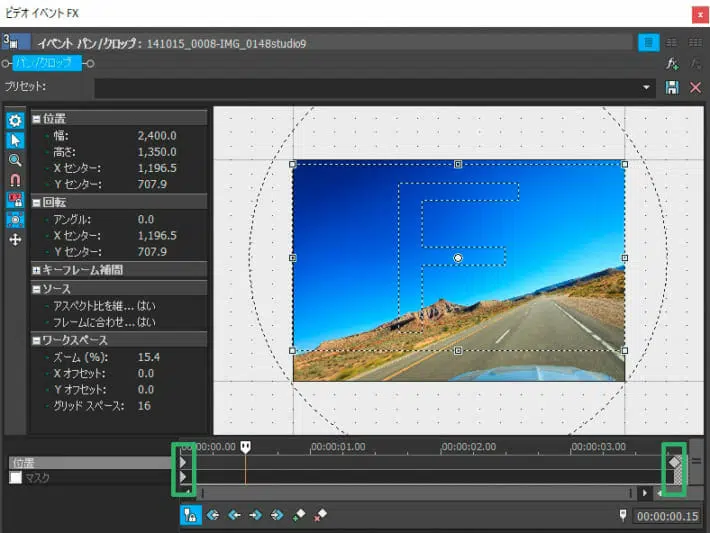 ビデオ イベント FX
イベント パン/クロップ: 141015_0008-IMG_0148studio9
パン/クロップ
プリセット:
位置
幅: 2,400.0
高さ: 1,350.0
X センター: 1,196.5
Y センター: 707.9
回転
アングル: 0.0
X センター: 1,196.5
Y センター: 707.9
キーフレーム補間
ソース
アスペクト比を維... はい
フレームに合わせ... はい
ワークスペース
ズーム (%): 15.4
X オフセット: 0.0
Y オフセット: 0.0
グリッド スペース: 16
00:00:00.00 00:00:01.00 00:00:02.00 00:00:03.00
位置
マスク
00:00:00.15